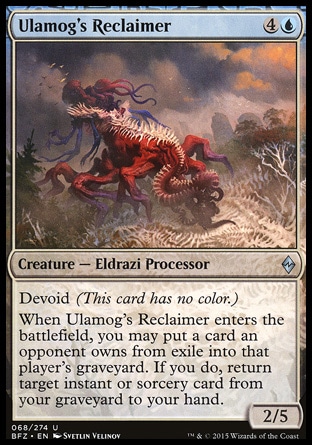 Ulamog's Reclaimer 4
Creature — Eldrazi Processor
Devoid (This card has no color.)
When Ulamog's Reclaimer enters the
battlefield, you may put a card an
opponent owns from exile into that
player's graveyard. If you do, return
target instant or sorcery card from
your graveyard to your hand.
2/5
068/274 U
BFZ • EN SVETLIN VELINOV
™ & © 2015 Wizards of the Coast